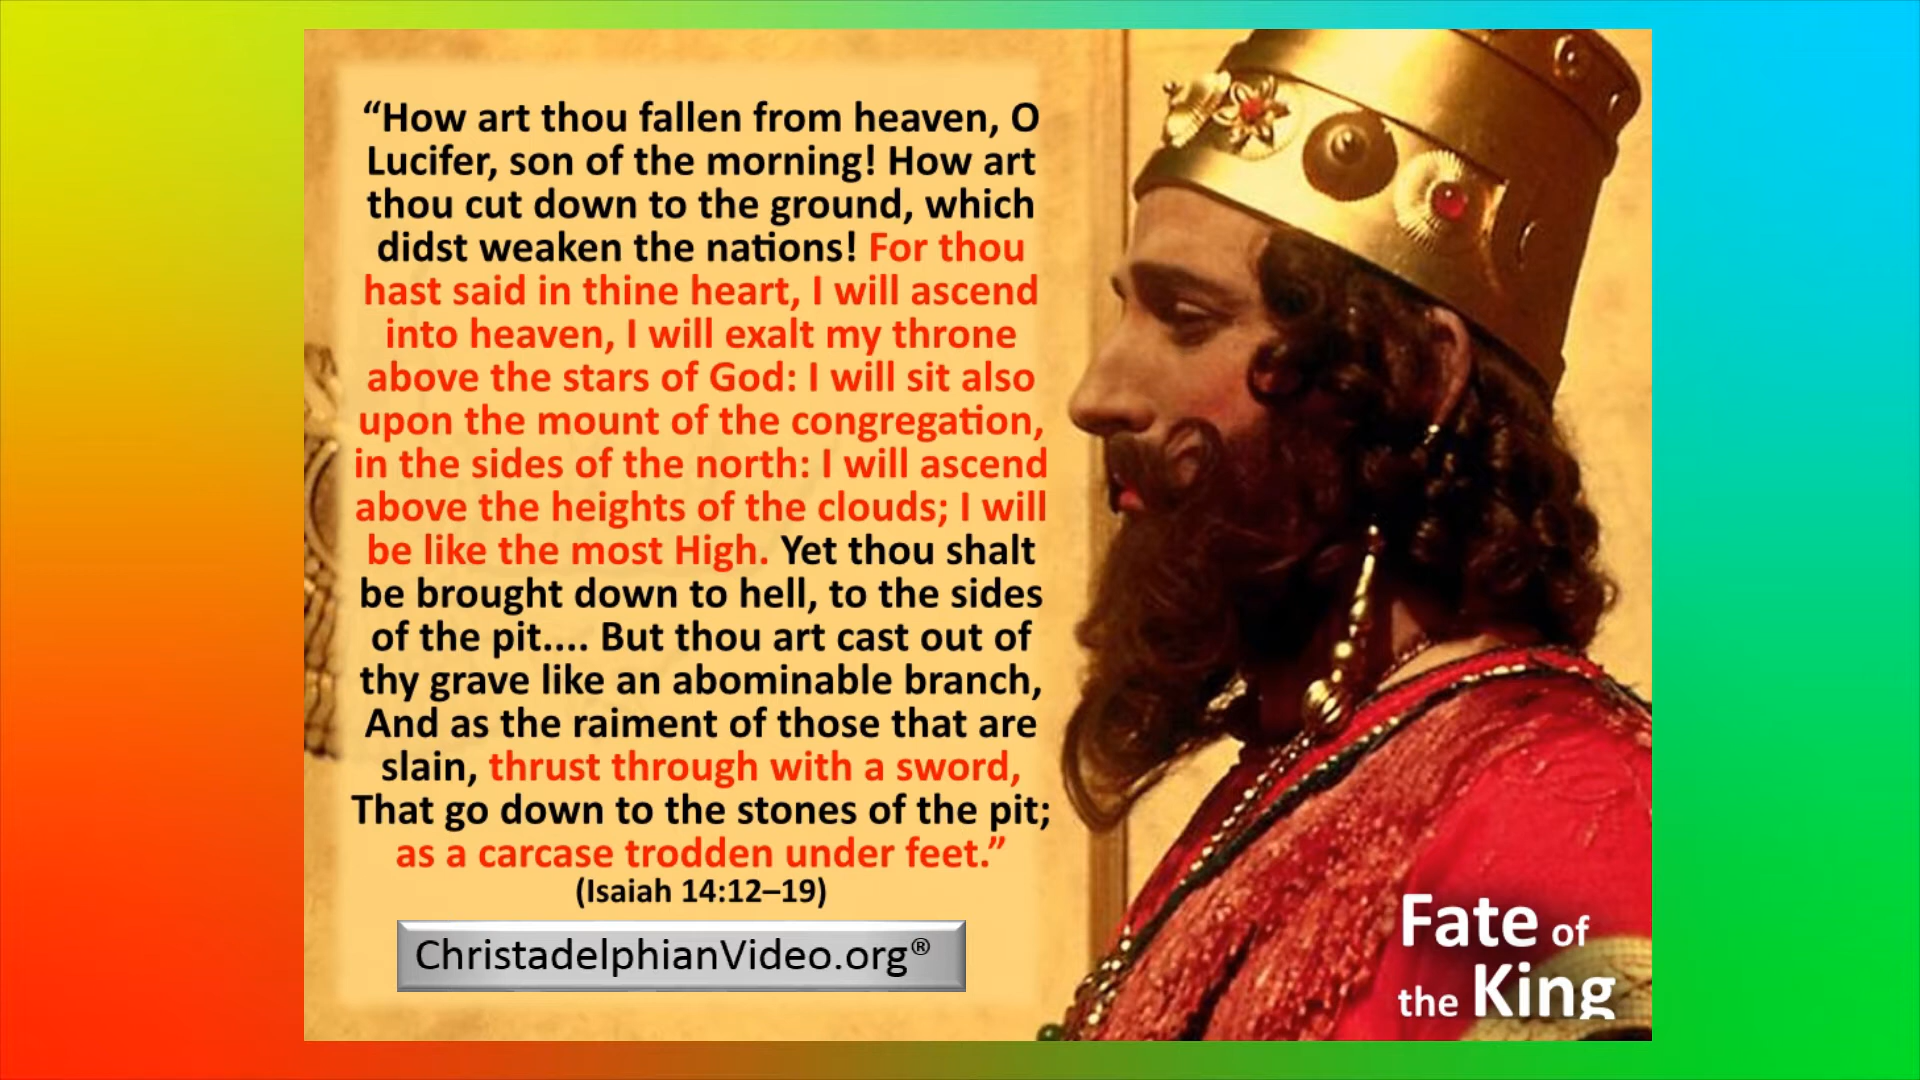 “How art thou fallen from heaven, O
Lucifer, son of the morning! How art
thou cut down to the ground, which
didst weaken the nations! For thou
hast said in thine heart, I will ascend
into heaven, I will exalt my throne
above the stars of God: I will sit also
upon the mount of the congregation,
in the sides of the north: I will ascend
above the heights of the clouds; I will
be like the most High. Yet thou shalt
be brought down to hell, to the sides
of the pit.... But thou art cast out of
thy grave like an abominable branch,
And as the raiment of those that are
slain, thrust through with a sword,
That go down to the stones of the pit;
as a carcase trodden under feet.”
(Isaiah 14:12–19)
ChristadelphianVideo.org®
Fate of
the King